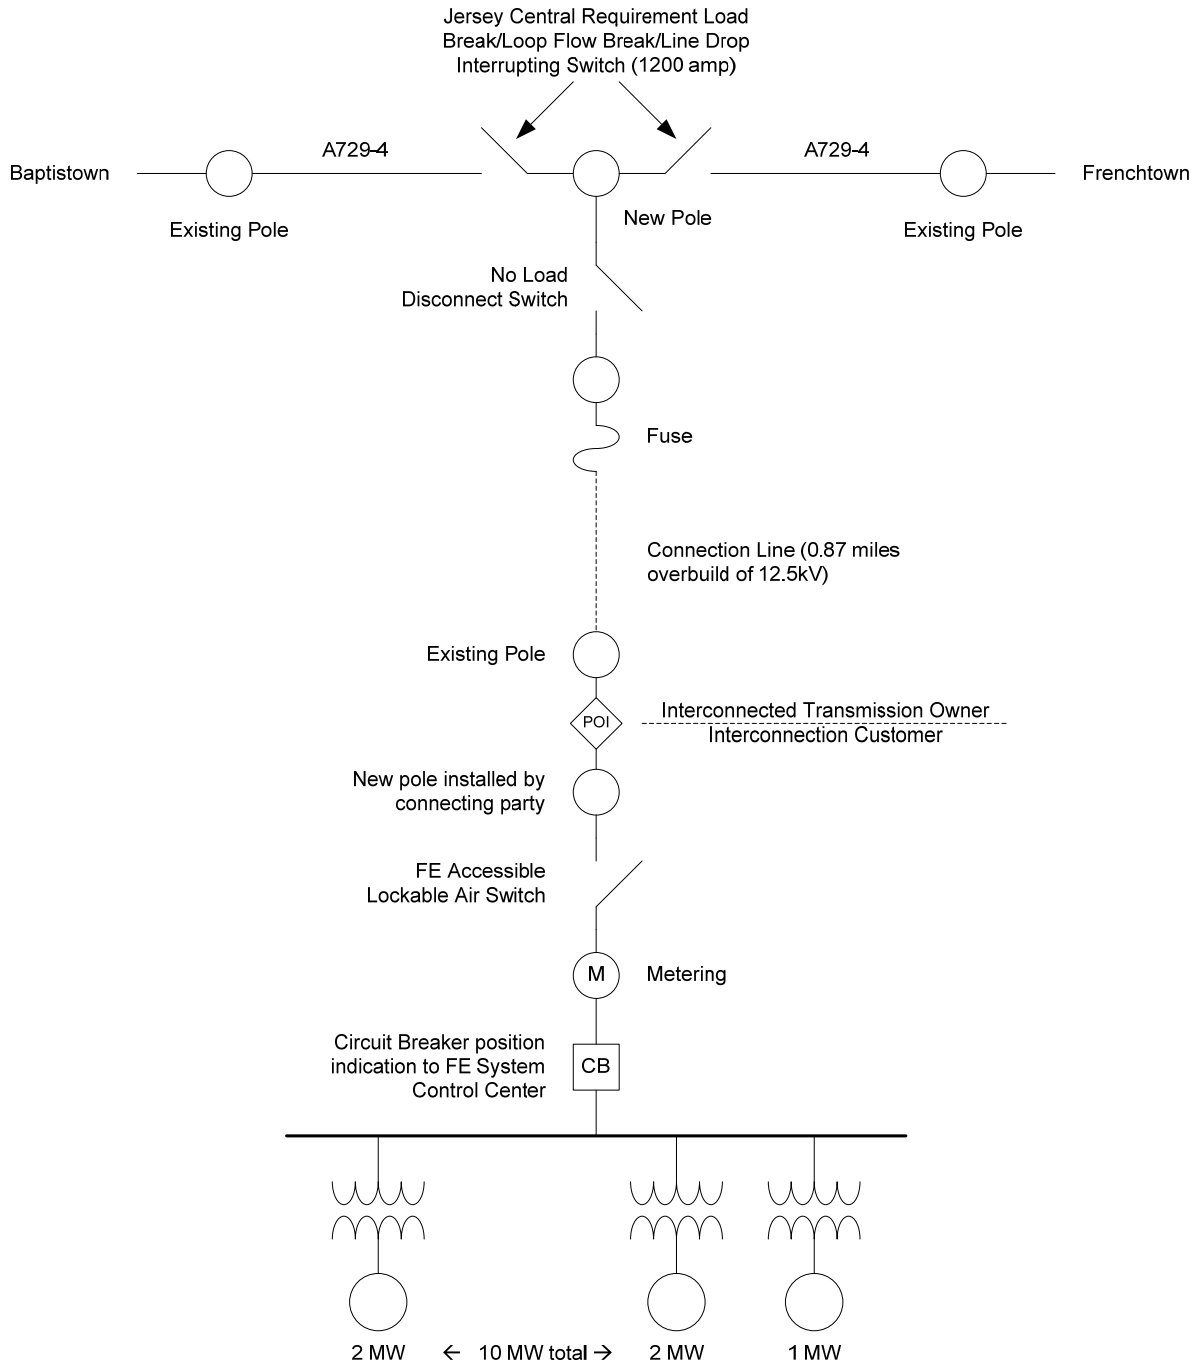 Jersey Central Requirement Load
Break/Loop Flow Break/Line Drop
Interrupting Switch (1200 amp)
A729-4
A729-4
Baptistown
Frenchtown
New Pole
Existing Pole
Existing Pole
No Load
Disconnect Switch
Fuse
Connection Line (0.87 miles
overbuild of 12.5kV)
Existing Pole
POI
Interconnected Transmission Owner
Interconnection Customer
New pole installed by
connecting party
FE Accessible
Lockable Air Switch
M
Metering
Circuit Breaker position
indication to FE System
Control Center
CB
2 MW
← 10 MW total →
2 MW
1 MW